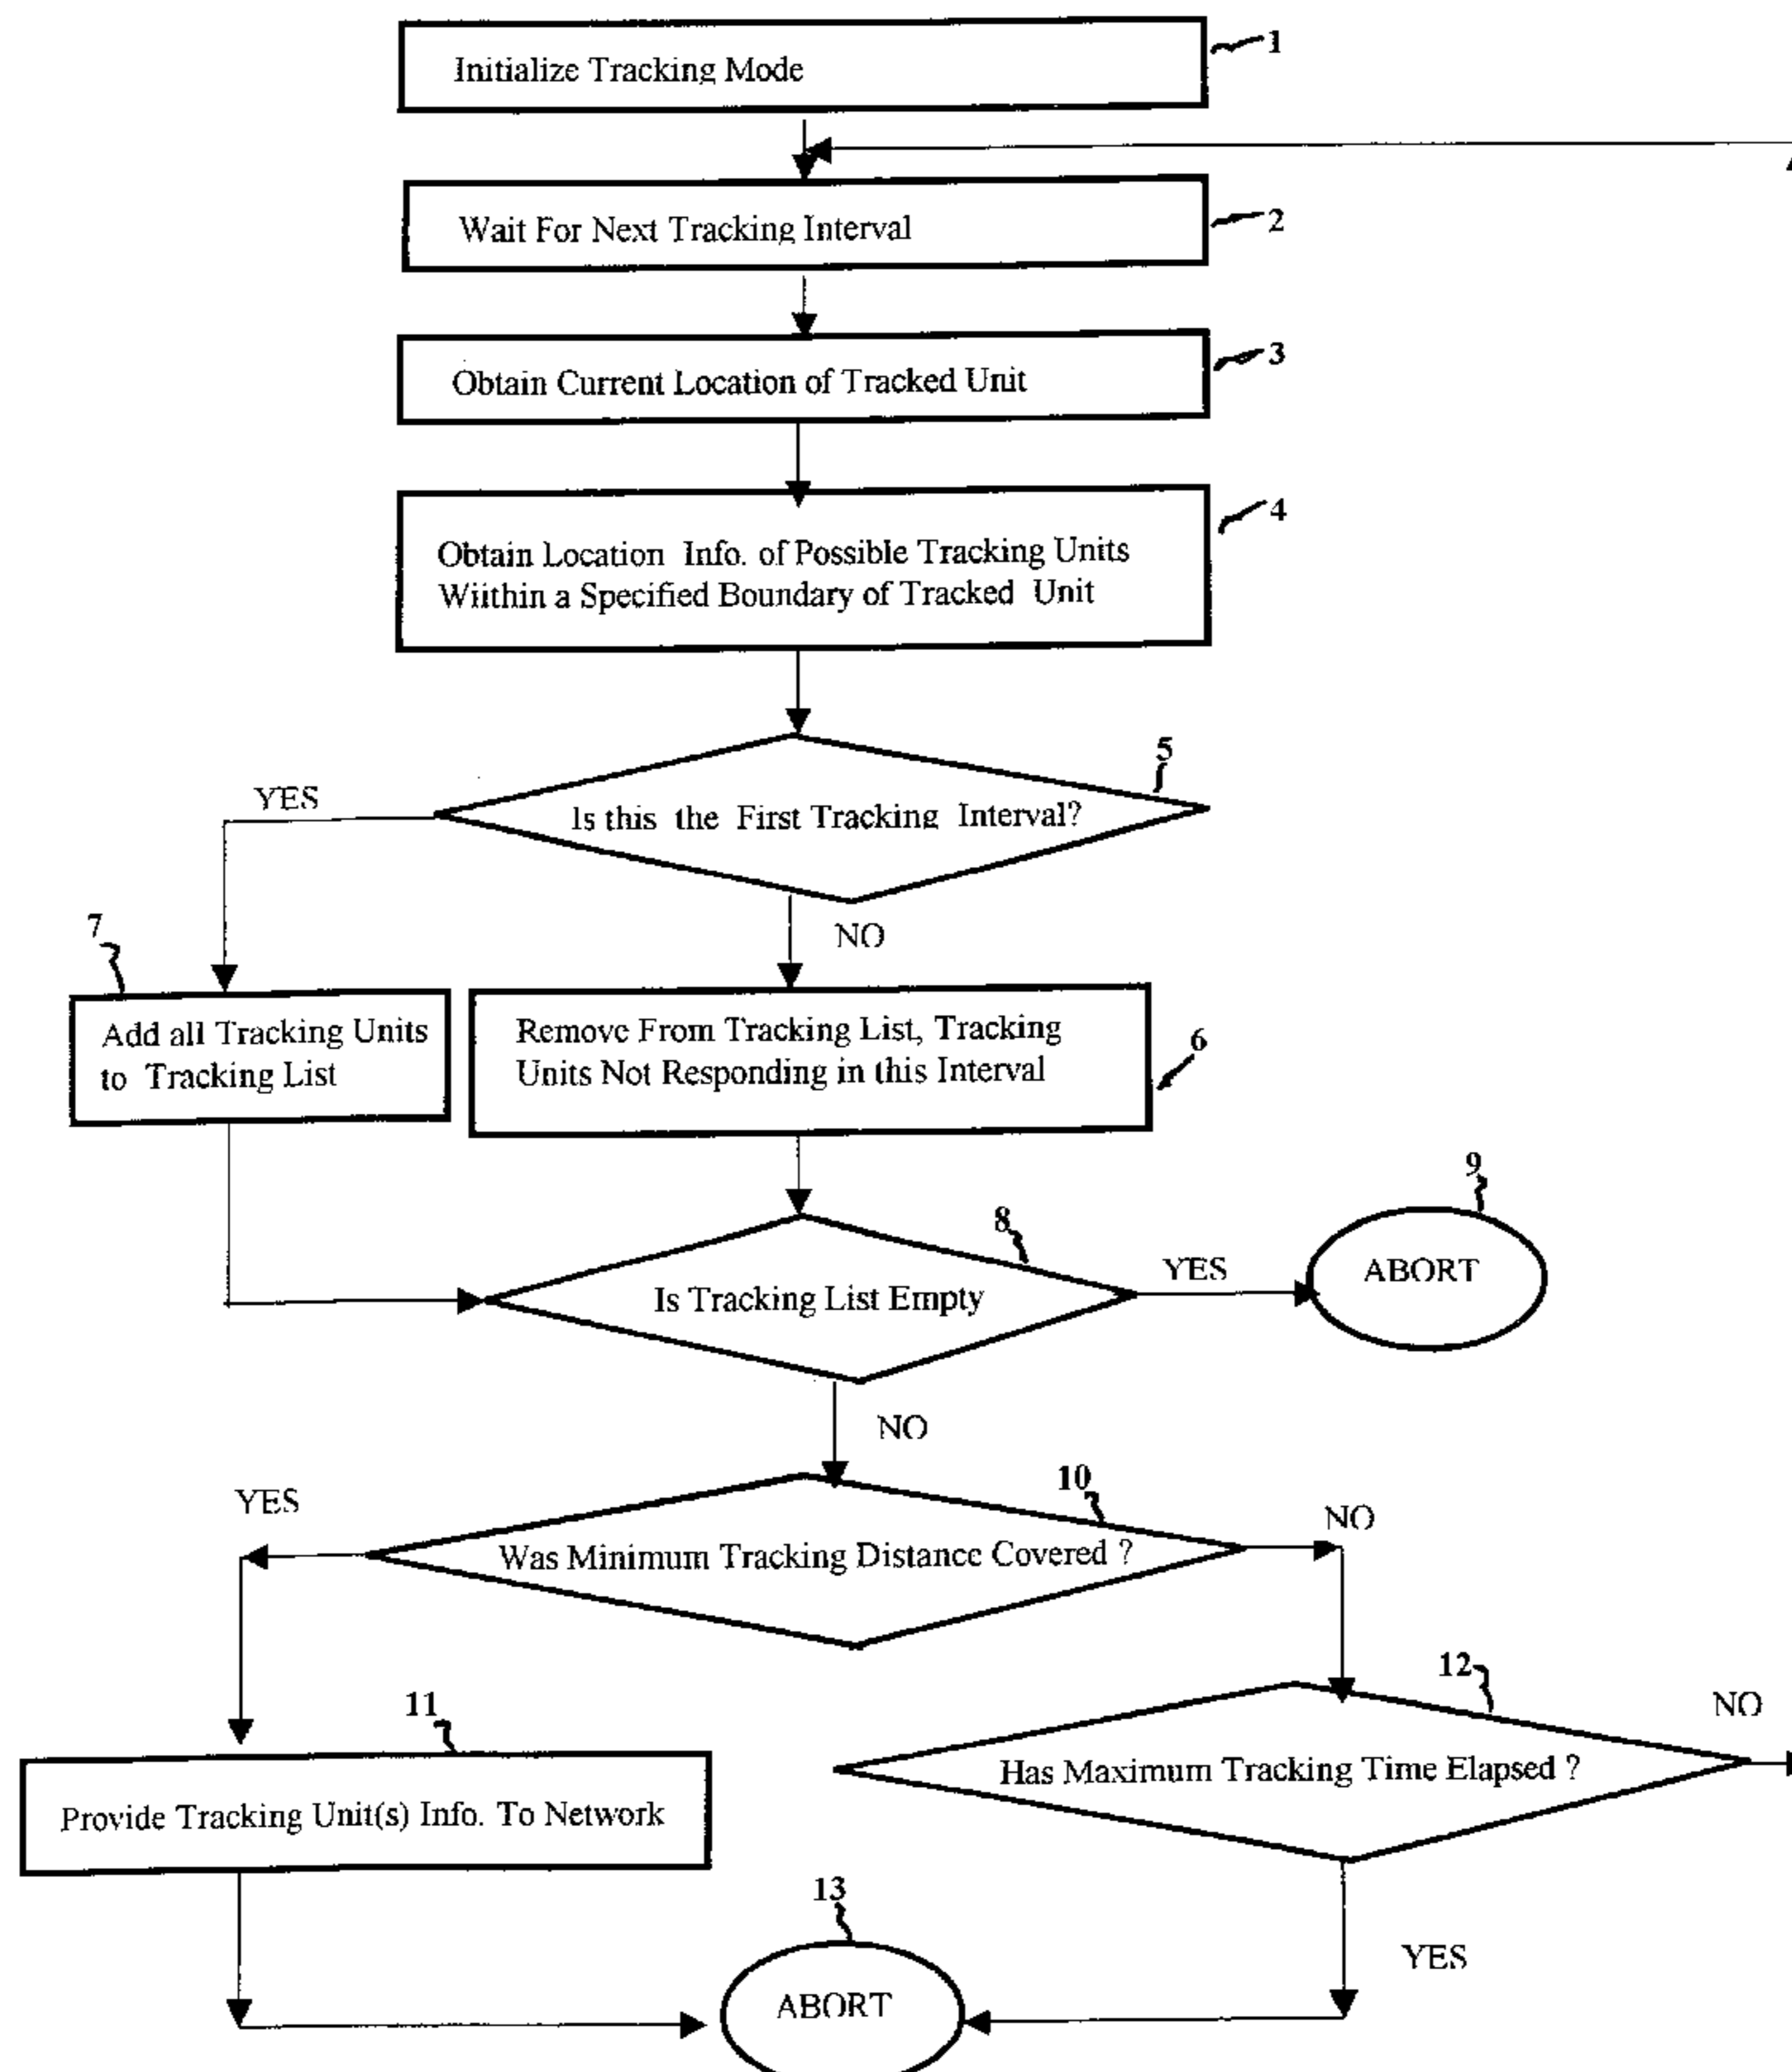 Initialize Tracking Mode
1
Wait For Next Tracking Interval
2
Obtain Current Location of Tracked Unit
3
4
Obtain Location Info. of Possible Tracking Units
Wiithin a Specified Boundary of Tracked Unit
5
YES
Is this the First Tracking Interval?
NO
7
Add all Tracking Units
to Tracking List
Remove From Tracking List, Tracking
Units Not Responding in this Interval
6
9
8
YES
ABORT
Is Tracking List Empty
NO
10
YES
NO
Was Minimum Tracking Distance Covered ?
12
NO
11
Has Maximum Tracking Time Elapsed ?
Provide Tracking Unit(s) Info. To Network
13
YES
ABORT